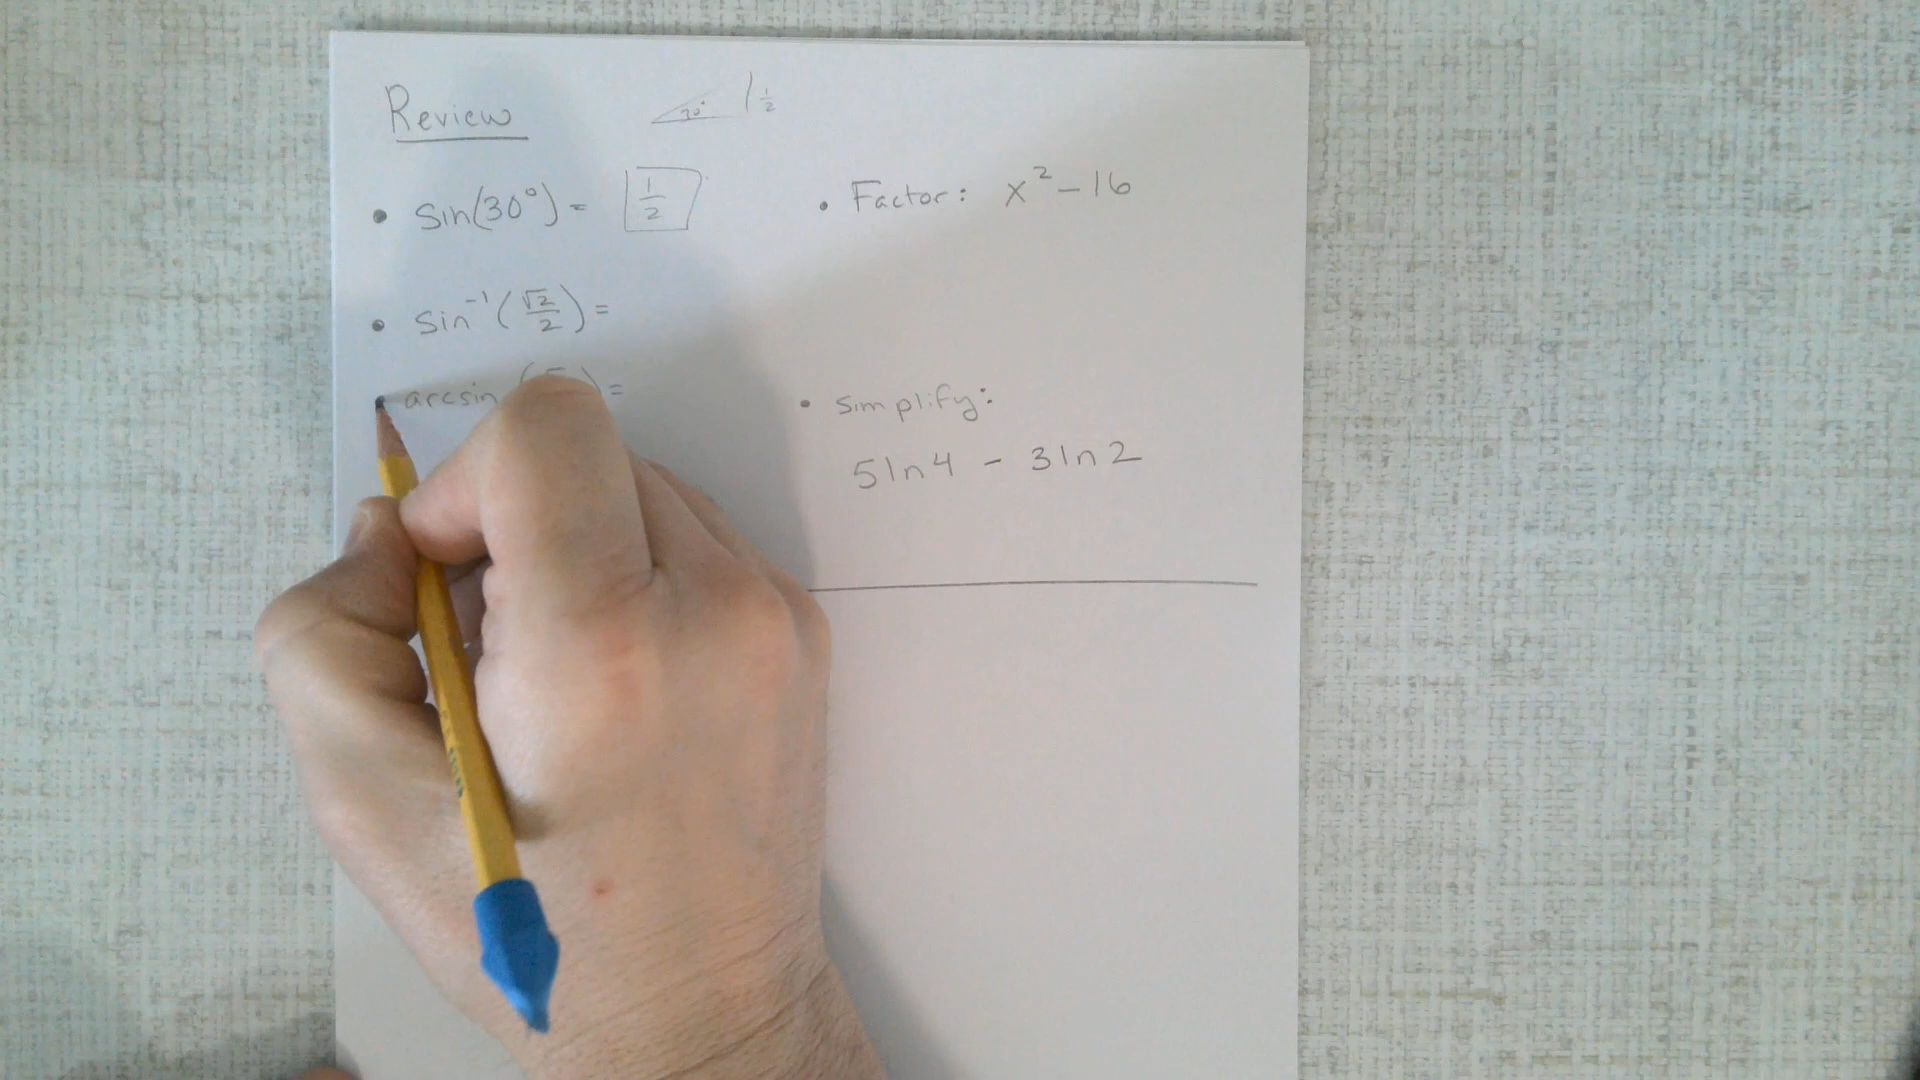 Review
30° 1/2
• Sin(30°) = 1/2
• Sin⁻¹(√2/2) =
• arcsin ( ) =
• Factor: x² - 16
• Simplify:
5ln4 - 3ln2